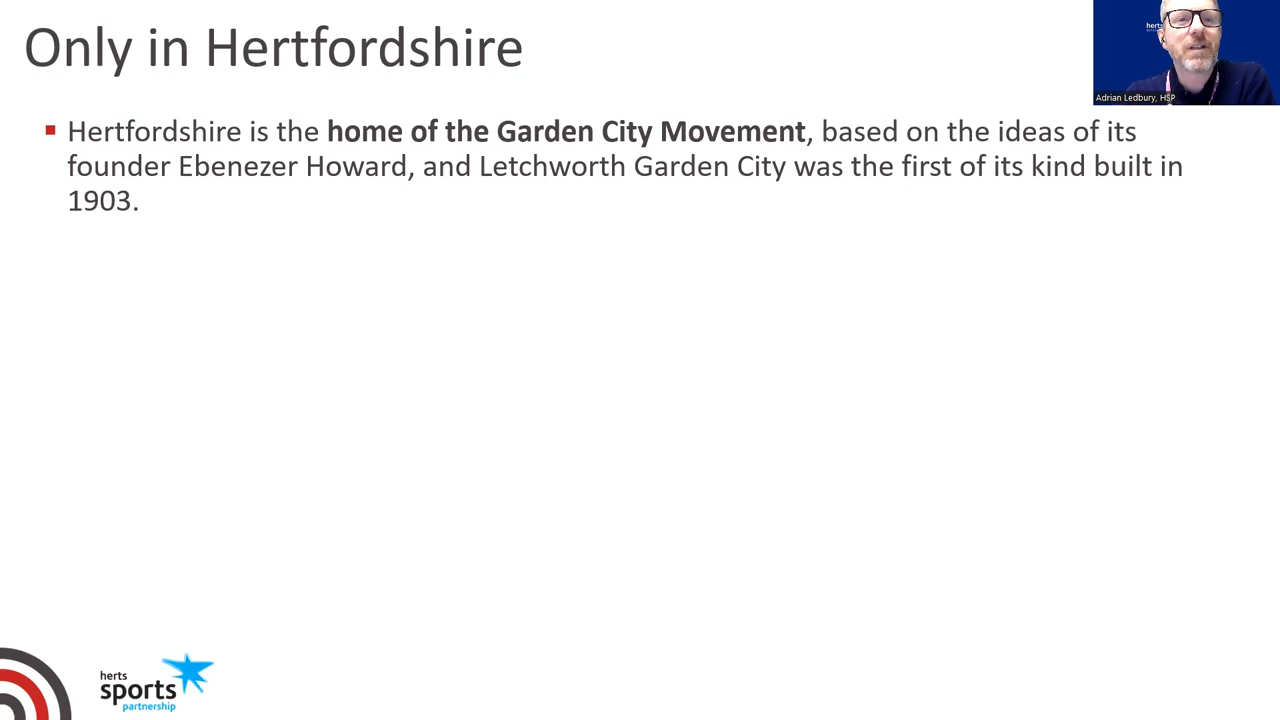 Only in Hertfordshire
Hertfordshire is the home of the Garden City Movement, based on the ideas of its
founder Ebenezer Howard, and Letchworth Garden City was the first of its kind built in
1903.
herts
Adrian Ledbury, HSP
herts
sports
partnership